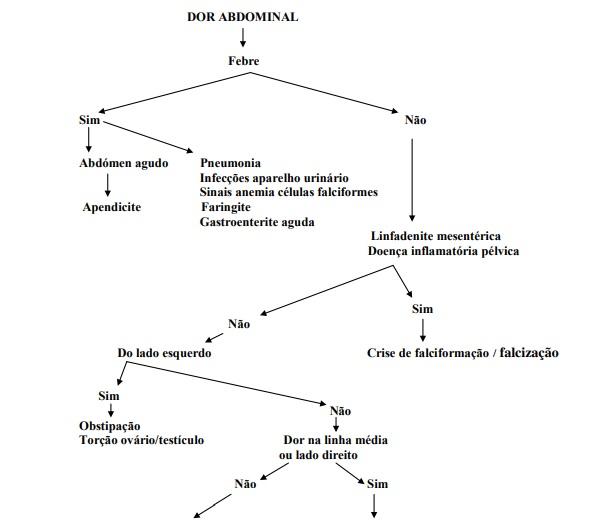 DOR ABDOMINAL
Febre
Sim
Não
Abdómen agudo
Apendicite
Pneumonia
Infecções aparelho urinário
Sinais anemia células falciformes
Faringite
Gastroenterite aguda
Linfadenite mesentérica
Doença inflamatória pélvica
Não
Sim
Do lado esquerdo
Crise de falciformação / falcização
Sim
Não
Obstipação
Torção ovário/testículo
Dor na linha média
ou lado direito
Não
Sim